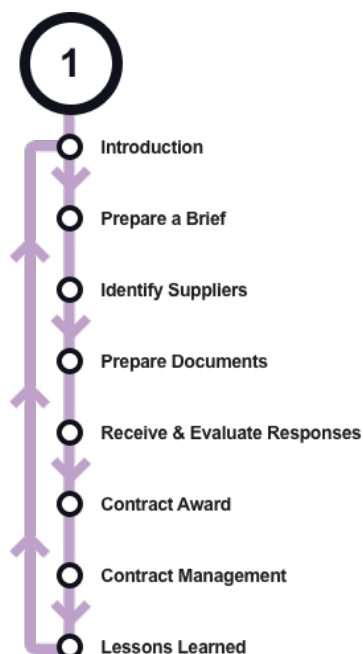 1
Introduction
Prepare a Brief
Identify Suppliers
Prepare Documents
Receive & Evaluate Responses
Contract Award
Contract Management
Lessons Learned